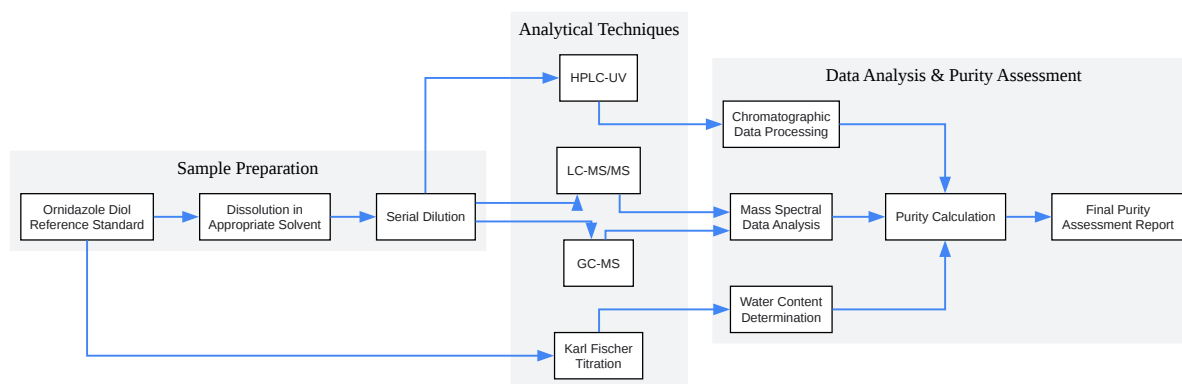 Analytical Techniques
HPLC-UV
LC-MS/MS
GC-MS
Karl Fischer
Titration
Data Analysis & Purity Assessment
Chromatographic
Data Processing
Mass Spectral
Data Analysis
Purity Calculation
Final Purity
Assessment Report
Water Content
Determination
Sample Preparation
Ornidazole Diol
Reference Standard
Dissolution in
Appropriate Solvent
Serial Dilution